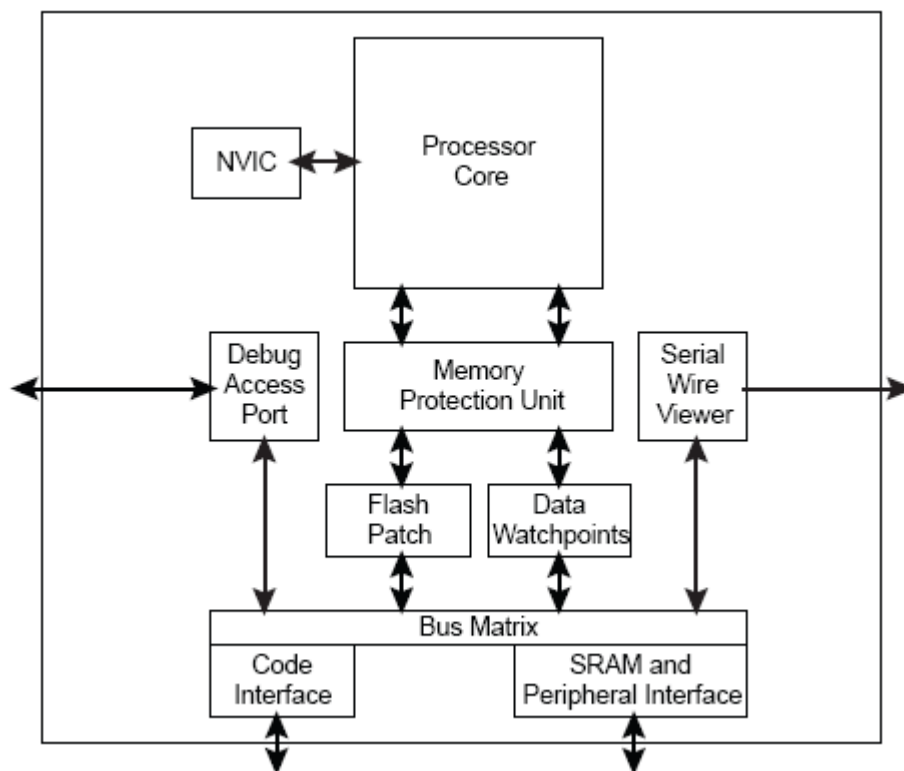 Processor
Core
NVIC
Debug
Access
Port
Memory
Protection Unit
Serial
Wire
Viewer
Flash
Patch
Data
Watchpoints
Bus Matrix
Code
Interface
SRAM and
Peripheral Interface